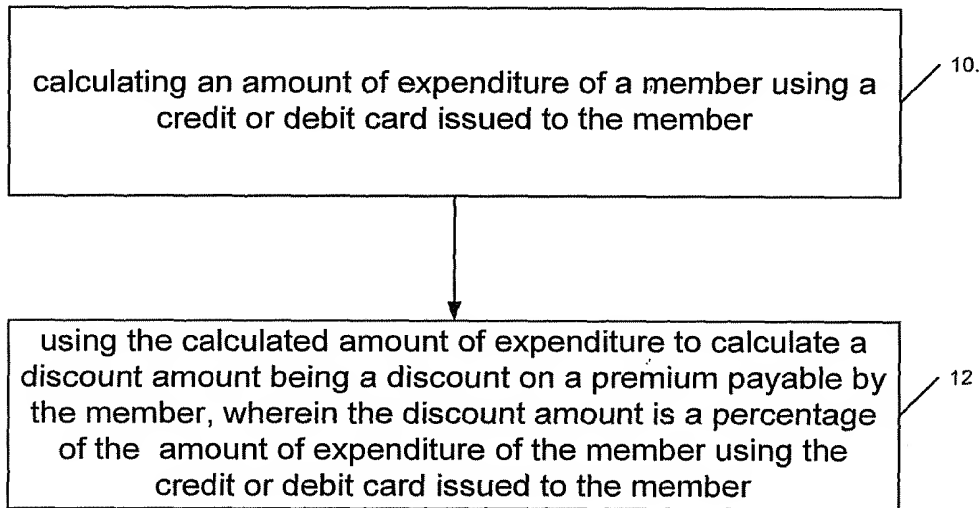 calculating an amount of expenditure of a member using a
credit or debit card issued to the member
10.
using the calculated amount of expenditure to calculate a
discount amount being a discount on a premium payable by
the member, wherein the discount amount is a percentage
of the amount of expenditure of the member using the
credit or debit card issued to the member
12